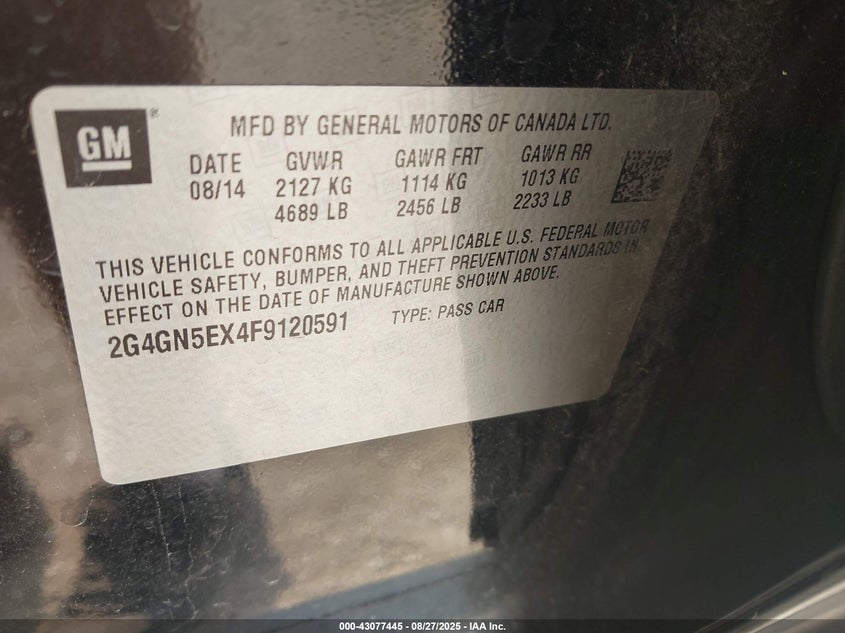 GM ®
MFD BY GENERAL MOTORS OF CANADA LTD.
DATE GVWR GAWR FRT GAWR RR
08/14 2127 KG 1114 KG 1013 KG
4689 LB 2456 LB 2233 LB
THIS VEHICLE CONFORMS TO ALL APPLICABLE U.S. FEDERAL MOTOR
VEHICLE SAFETY, BUMPER, AND THEFT PREVENTION STANDARDS IN
EFFECT ON THE DATE OF MANUFACTURE SHOWN ABOVE.
2G4GN5EX4F9120591 TYPE: PASS CAR
000-43077445 - 08/27/2025 - IAA Inc.